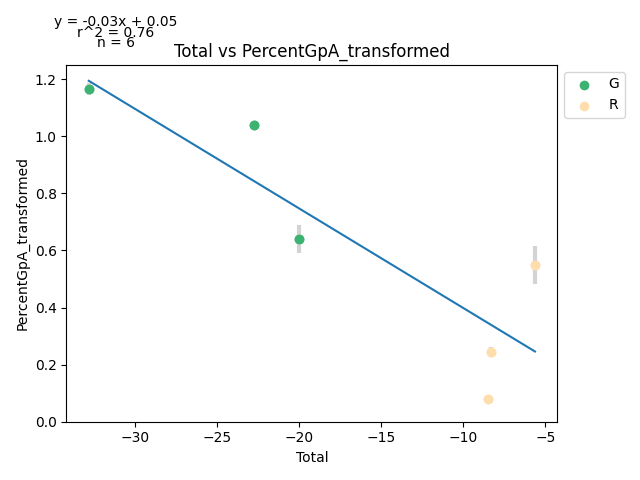 y = -0.03x + 0.05
r^2 = 0.76
n = 6
Total vs PercentGpA_transformed
G
R
1.2
1.0
0.8
0.6
0.4
0.2
0.0
PercentGpA_transformed
−30
−25
−20
−15
−10
−5
Total